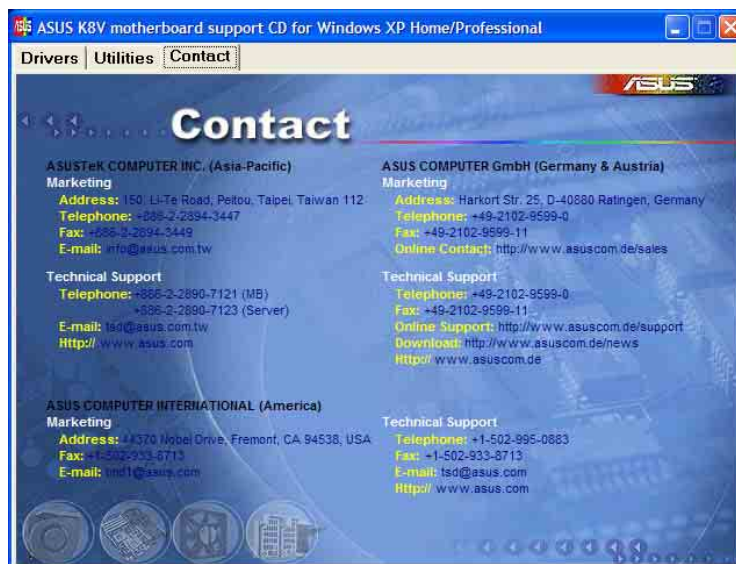 ASUS K8V motherboard support CD for Windows XP Home/Professional
Drivers Utilities Contact
ASUS
Contact
ASUSTeK COMPUTER INC. (Asia-Pacific)
Marketing
Address: 150, Li-Te Road, Peitou, Taipei, Taiwan 112
Telephone: +886-2-2894-3447
Fax: +886-2-2894-3449
E-mail: info@asus.com.tw
Technical Support
Telephone: +886-2-2890-7121 (MB)
+886-2-2890-7123 (Server)
E-mail: tsd@asus.com.tw
Http:// www.asus.com
ASUS COMPUTER GmbH (Germany & Austria)
Marketing
Address: Harkort Str. 25, D-40880 Ratingen, Germany
Telephone: +49-2102-9599-0
Fax: +49-2102-9599-11
Online Contact: http://www.asuscom.de/sales
Technical Support
Telephone: +49-2102-9599-0
Fax: +49-2102-9599-11
Online Support: http://www.asuscom.de/support
Download: http://www.asuscom.de/news
Http:// www.asuscom.de
ASUS COMPUTER INTERNATIONAL (America)
Marketing
Address: 44370 Nobel Drive, Fremont, CA 94538, USA
Fax: +1-502-933-8713
E-mail: tmd1@asus.com
Technical Support
Telephone: +1-502-995-0883
Fax: +1-502-933-8713
E-mail: tsd@asus.com
Http:// www.asus.com